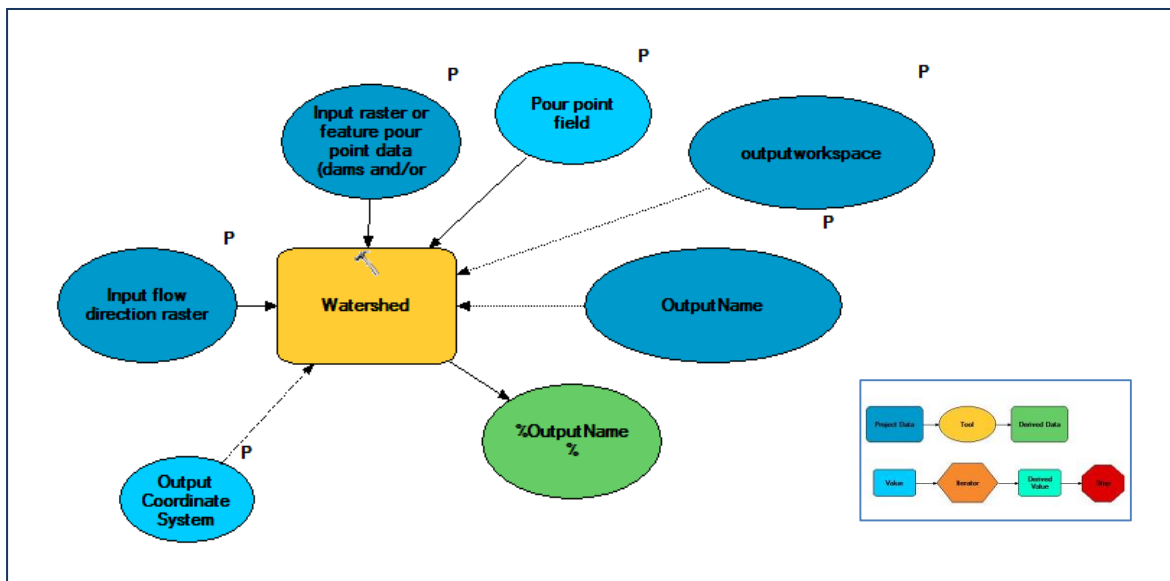 P
P
P
Input raster or
feature pour
point data
(dams and/or
Pour point
field
outputworkspace
P
P
Input flow
direction raster
Watershed
OutputName
%OutputName
%
P
Output
Coordinate
System
Project Data
Tool
Derived Data
Value
Iterator
Derived
Value
Stop